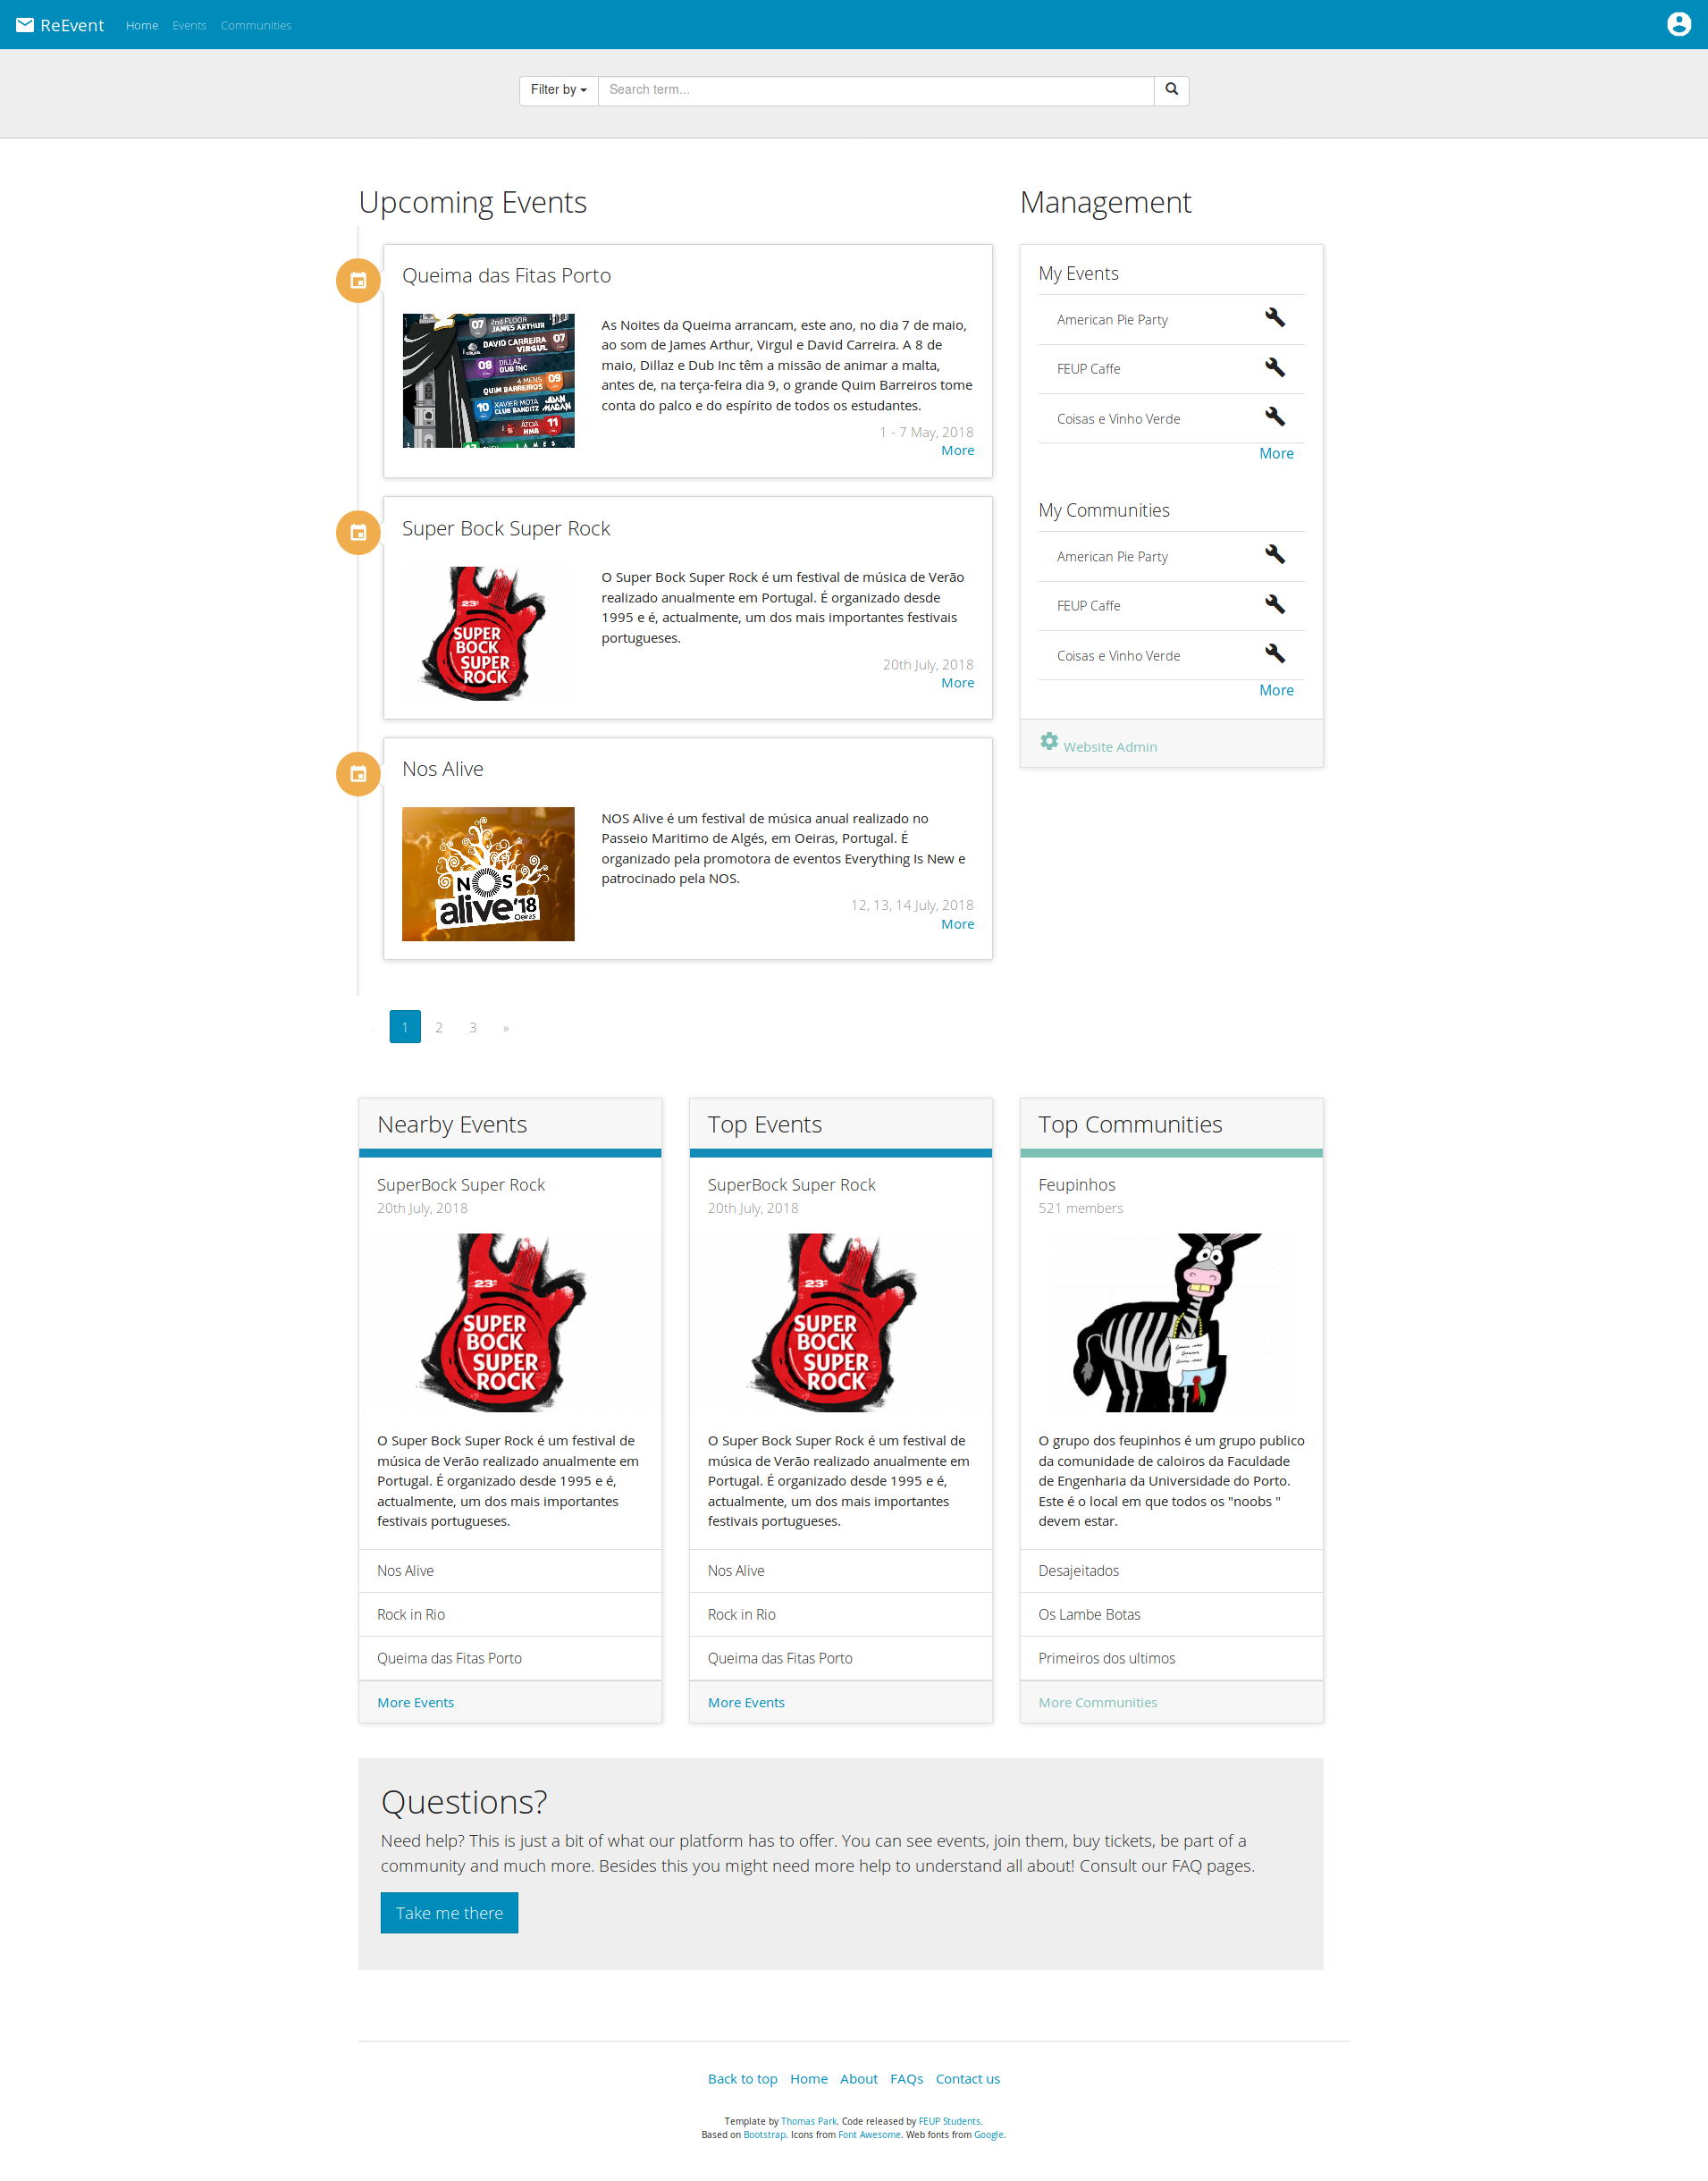 ReEvent Home Events Communities
Filter by Search term...
Upcoming Events
Queima das Fitas Porto
07 2nd FLOOR JAMES ARTHUR
DAVID CARREIRA VIRGUL 07
08 DILLAZ DUB INC
4 MENS QUIM BARREIROS 09
10 XAVIER MOTA CLUB BANDITZ JUAN MAGAN
ÁTOA HMB 11
As Noites da Queima arrancam, este ano, no dia 7 de maio,
ao som de James Arthur, Virgul e David Carreira. A 8 de
maio, Dillaz e Dub Inc têm a missão de animar a malta,
antes de, na terça-feira dia 9, o grande Quim Barreiros tome
conta do palco e do espírito de todos os estudantes.
1 - 7 May, 2018
More
Super Bock Super Rock
23º
SUPER
BOCK
SUPER
ROCK
O Super Bock Super Rock é um festival de música de Verão
realizado anualmente em Portugal. É organizado desde
1995 e é, actualmente, um dos mais importantes festivais
portugueses.
20th July, 2018
More
Nos Alive
NOS
alive'18
Oeiras
NOS Alive é um festival de música anual realizado no
Passeio Maritimo de Algés, em Oeiras, Portugal. É
organizado pela promotora de eventos Everything Is New e
patrocinado pela NOS.
12, 13, 14 July, 2018
More
« 1 2 3 »
Management
My Events
American Pie Party
FEUP Caffe
Coisas e Vinho Verde
More
My Communities
American Pie Party
FEUP Caffe
Coisas e Vinho Verde
More
Website Admin
Nearby Events
SuperBock Super Rock
20th July, 2018
23º
SUPER
BOCK
SUPER
ROCK
O Super Bock Super Rock é um festival de
música de Verão realizado anualmente em
Portugal. É organizado desde 1995 e é,
actualmente, um dos mais importantes
festivais portugueses.
Nos Alive
Rock in Rio
Queima das Fitas Porto
More Events
Top Events
SuperBock Super Rock
20th July, 2018
23º
SUPER
BOCK
SUPER
ROCK
O Super Bock Super Rock é um festival de
música de Verão realizado anualmente em
Portugal. É organizado desde 1995 e é,
actualmente, um dos mais importantes
festivais portugueses.
Nos Alive
Rock in Rio
Queima das Fitas Porto
More Events
Top Communities
Feupinhos
521 members
O grupo dos feupinhos é um grupo publico
da comunidade de caloiros da Faculdade
de Engenharia da Universidade do Porto.
Este é o local em que todos os "noobs "
devem estar.
Desajeitados
Os Lambe Botas
Primeiros dos ultimos
More Communities
Questions?
Need help? This is just a bit of what our platform has to offer. You can see events, join them, buy tickets, be part of a
community and much more. Besides this you might need more help to understand all about! Consult our FAQ pages.
Take me there
Back to top Home About FAQs Contact us
Template by Thomas Park. Code released by FEUP Students.
Based on Bootstrap. Icons from Font Awesome. Web fonts from Google.